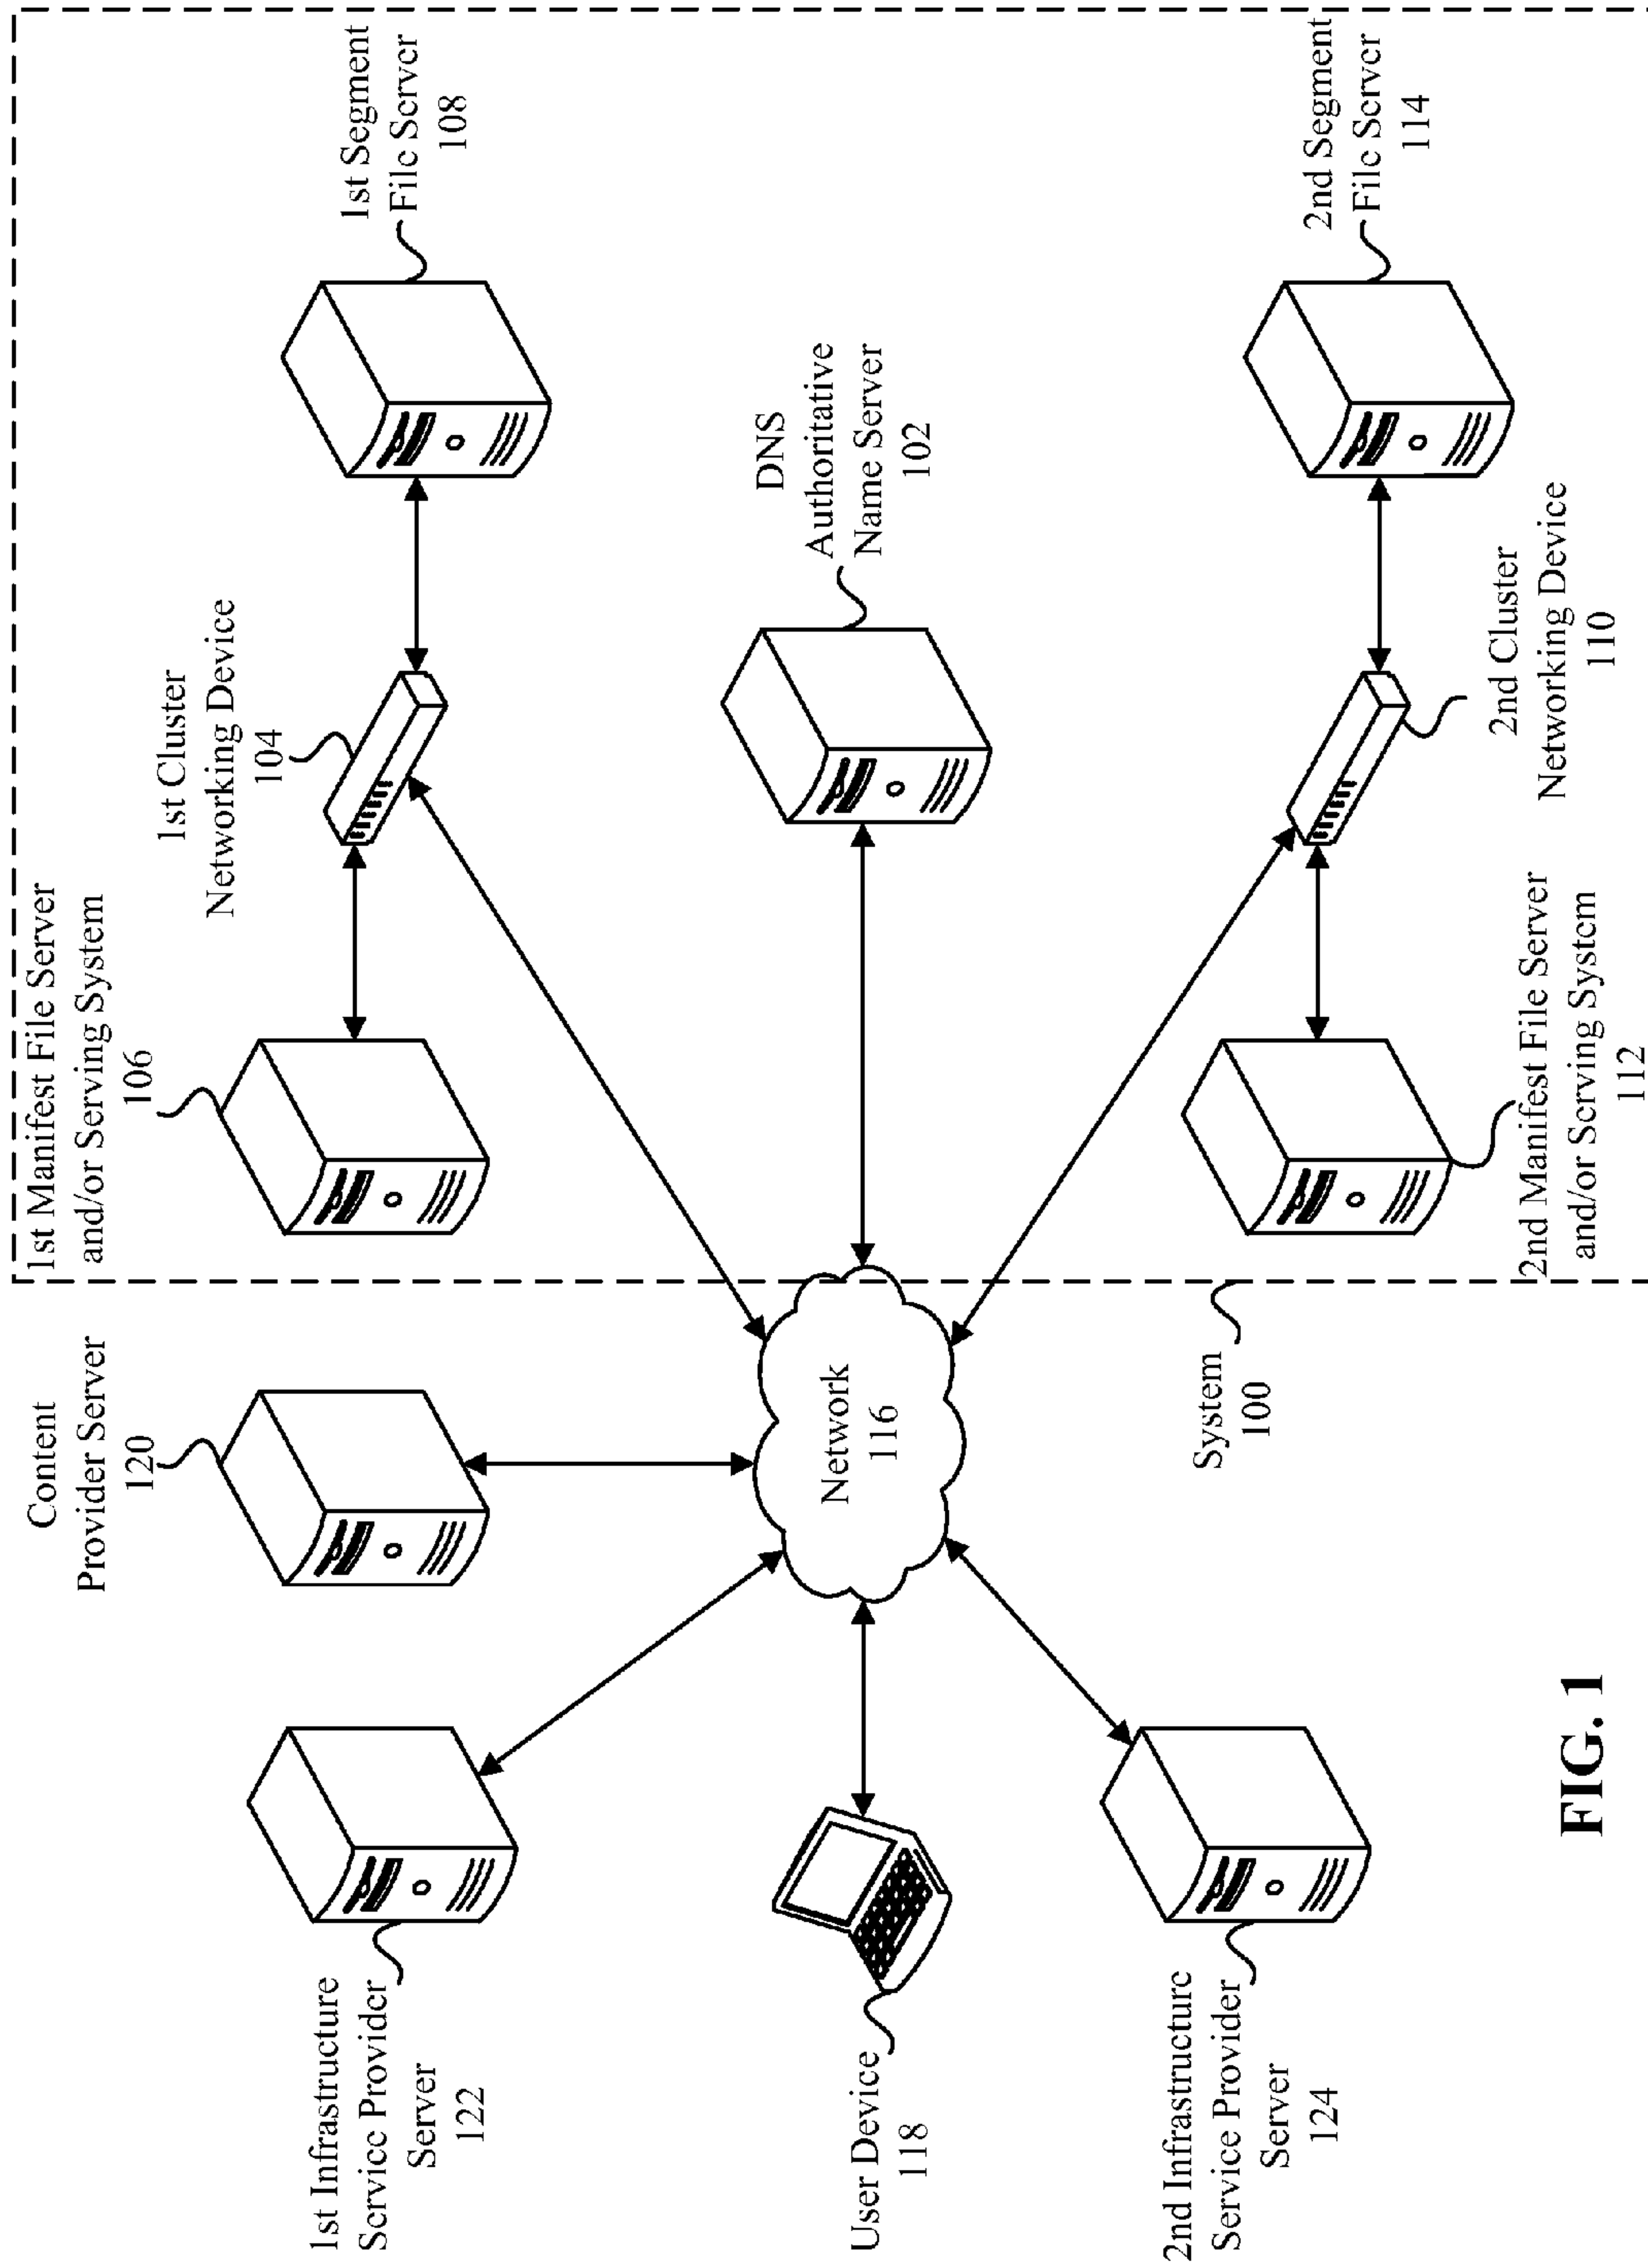 1st Infrastructure
Service Provider
Server
122
User Device
118
2nd Infrastructure
Service Provider
Server
124
Content
Provider Server
120
Network
116
System
100
1st Manifest File Server
and/or Serving System
106
1st Cluster
Networking Device
104
1st Segment
File Server
108
DNS
Authoritative
Name Server
102
2nd Manifest File Server
and/or Serving System
112
2nd Cluster
Networking Device
110
2nd Segment
File Server
114
FIG. 1